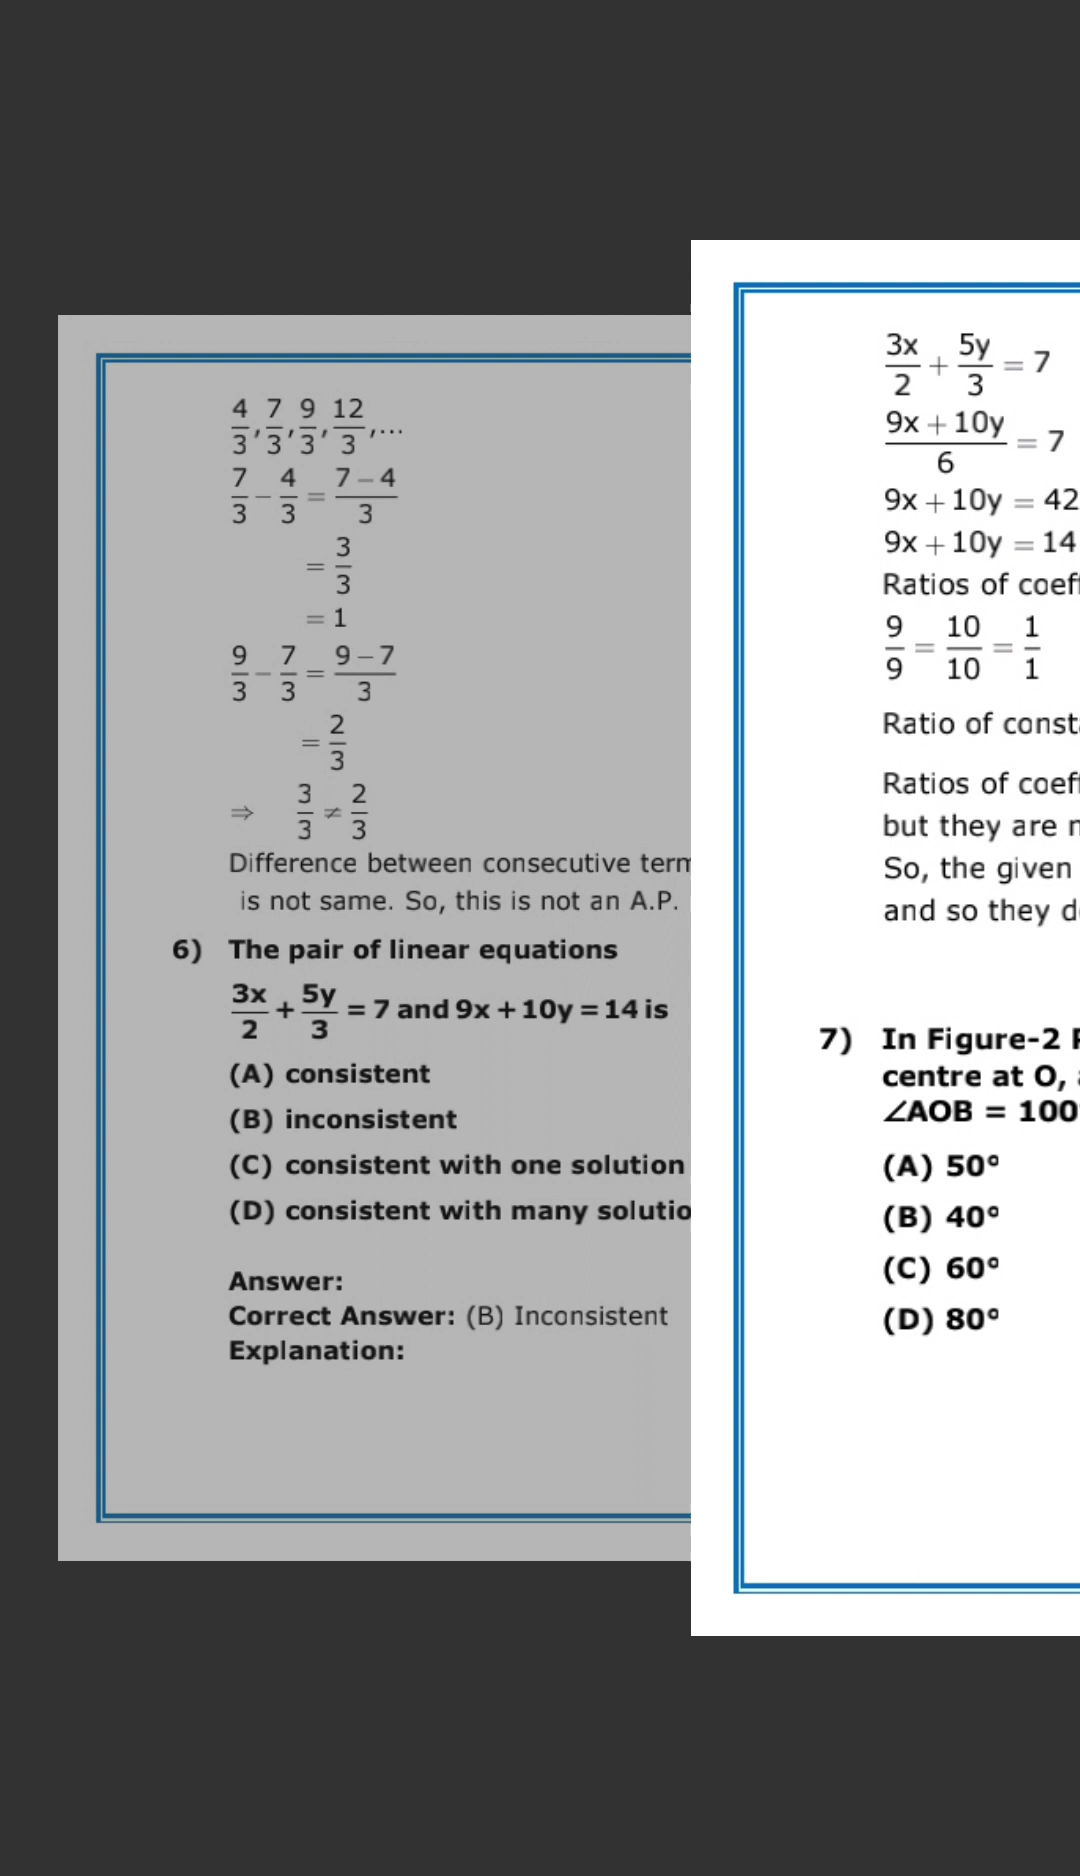 4/3, 7/3, 9/3, 12/3, ...
7/3 − 4/3 = (7 − 4)/3
= 3/3
= 1
9/3 − 7/3 = (9 − 7)/3
= 2/3
⇒ 3/3 ≠ 2/3
Difference between consecutive
is not same. So, this is not an A.P.
6) The pair of linear equations
3x/2 + 5y/3 = 7 and 9x + 10y = 14 is
(A) consistent
(B) inconsistent
(C) consistent with one solution
(D) consistent with many
Answer:
Correct Answer: (B) Inconsistent
Explanation:
3x/2 + 5y/3 = 7
(9x + 10y)/6 = 7
9x + 10y = 42
9x + 10y = 14
Ratios of
9/9 = 10/10 = 1/1
Ratio of
Ratios of
but they are
So, the given
and so they
7) In Figure-2
centre at O,
∠AOB = 100
(A) 50°
(B) 40°
(C) 60°
(D) 80°